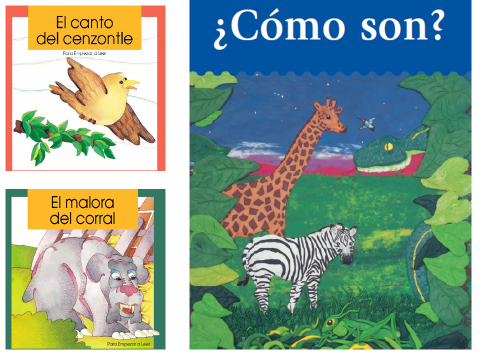 El canto
del cenzontle
Para Empezar a Leer
El malora
del corral
Para Empezar a Leer
¿Cómo son?